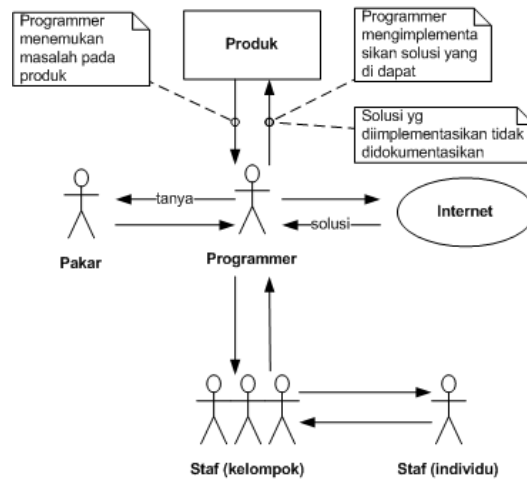 Programmer
menemukan
masalah pada
produk
Produk
Programmer
mengimplementa
sikan solusi yang
di dapat
Solusi yg
diimplementasikan tidak
didokumentasikan
tanya
solusi
Internet
Pakar
Programmer
Staf (kelompok)
Staf (individu)